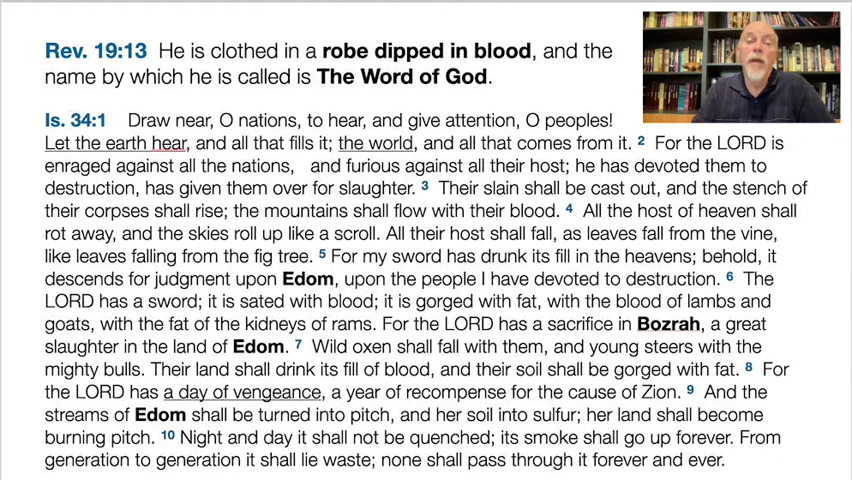 Rev. 19:13 He is clothed in a robe dipped in blood, and the
name by which he is called is The Word of God.
Is. 34:1 Draw near, O nations, to hear, and give attention, O peoples!
Let the earth hear, and all that fills it; the world, and all that comes from it. 2 For the LORD is
enraged against all the nations, and furious against all their host; he has devoted them to
destruction, has given them over for slaughter. 3 Their slain shall be cast out, and the stench of
their corpses shall rise; the mountains shall flow with their blood. 4 All the host of heaven shall
rot away, and the skies roll up like a scroll. All their host shall fall, as leaves fall from the vine,
like leaves falling from the fig tree. 5 For my sword has drunk its fill in the heavens; behold, it
descends for judgment upon Edom, upon the people I have devoted to destruction. 6 The
LORD has a sword; it is sated with blood; it is gorged with fat, with the blood of lambs and
goats, with the fat of the kidneys of rams. For the LORD has a sacrifice in Bozrah, a great
slaughter in the land of Edom. 7 Wild oxen shall fall with them, and young steers with the
mighty bulls. Their land shall drink its fill of blood, and their soil shall be gorged with fat. 8 For
the LORD has a day of vengeance, a year of recompense for the cause of Zion. 9 And the
streams of Edom shall be turned into pitch, and her soil into sulfur; her land shall become
burning pitch. 10 Night and day it shall not be quenched; its smoke shall go up forever. From
generation to generation it shall lie waste; none shall pass through it forever and ever.